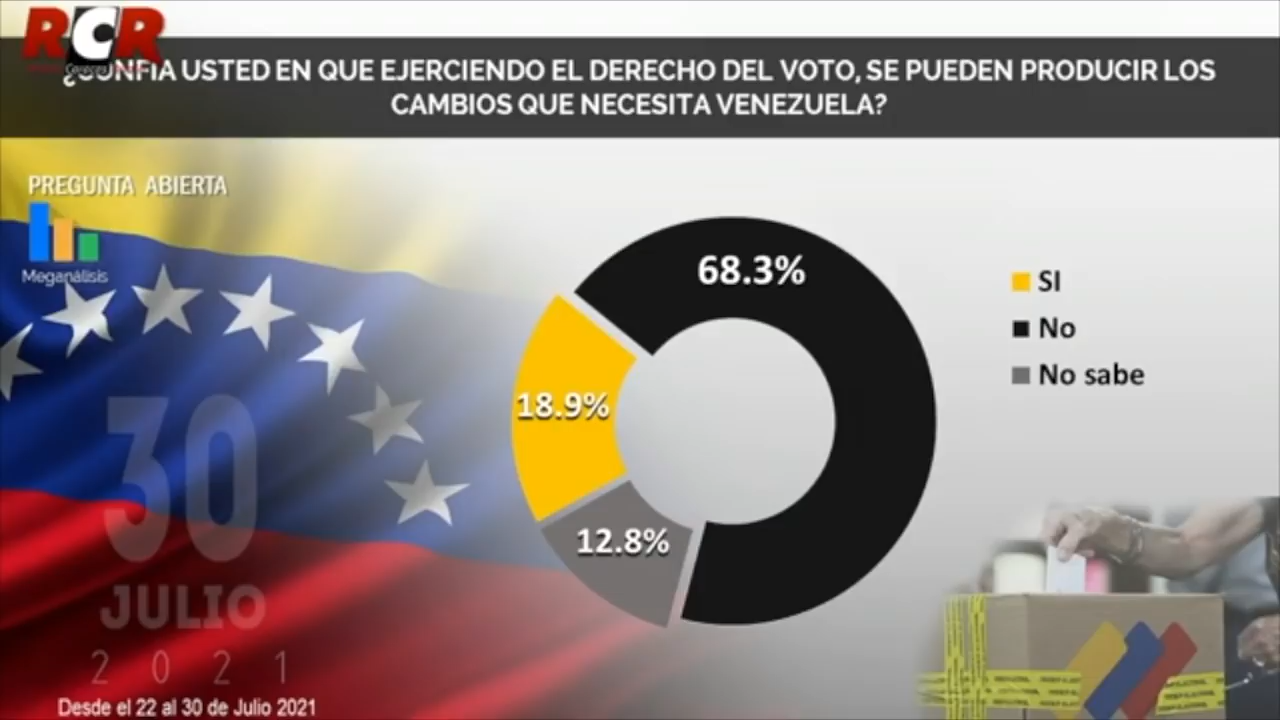 RCR
¿CONFIA USTED EN QUE EJERCIENDO EL DERECHO DEL VOTO, SE PUEDEN PRODUCIR LOS
CAMBIOS QUE NECESITA VENEZUELA?
PREGUNTA ABIERTA
Meganálisis
68.3%
18.9%
12.8%
SI
No
No sabe
30
JULIO
2021
Desde el 22 al 30 de Julio 2021